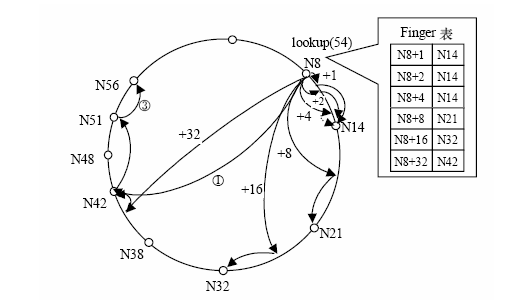 lookup(54)
Finger 表
N8+1 N14
N8+2 N14
N8+4 N14
N8+8 N21
N8+16 N32
N8+32 N42
N8
+1
+2
+4
N14
+8
+16
+32
①
③
N56
N51
N48
N42
N38
N32
N21